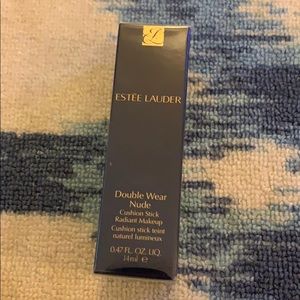 ESTĒE LAUDER
Double Wear
Nude
Cushion Stick
Radiant Makeup
Cushion stick teint
naturel lumineux
0.47 FL. OZ. LIQ.
14ml ℮